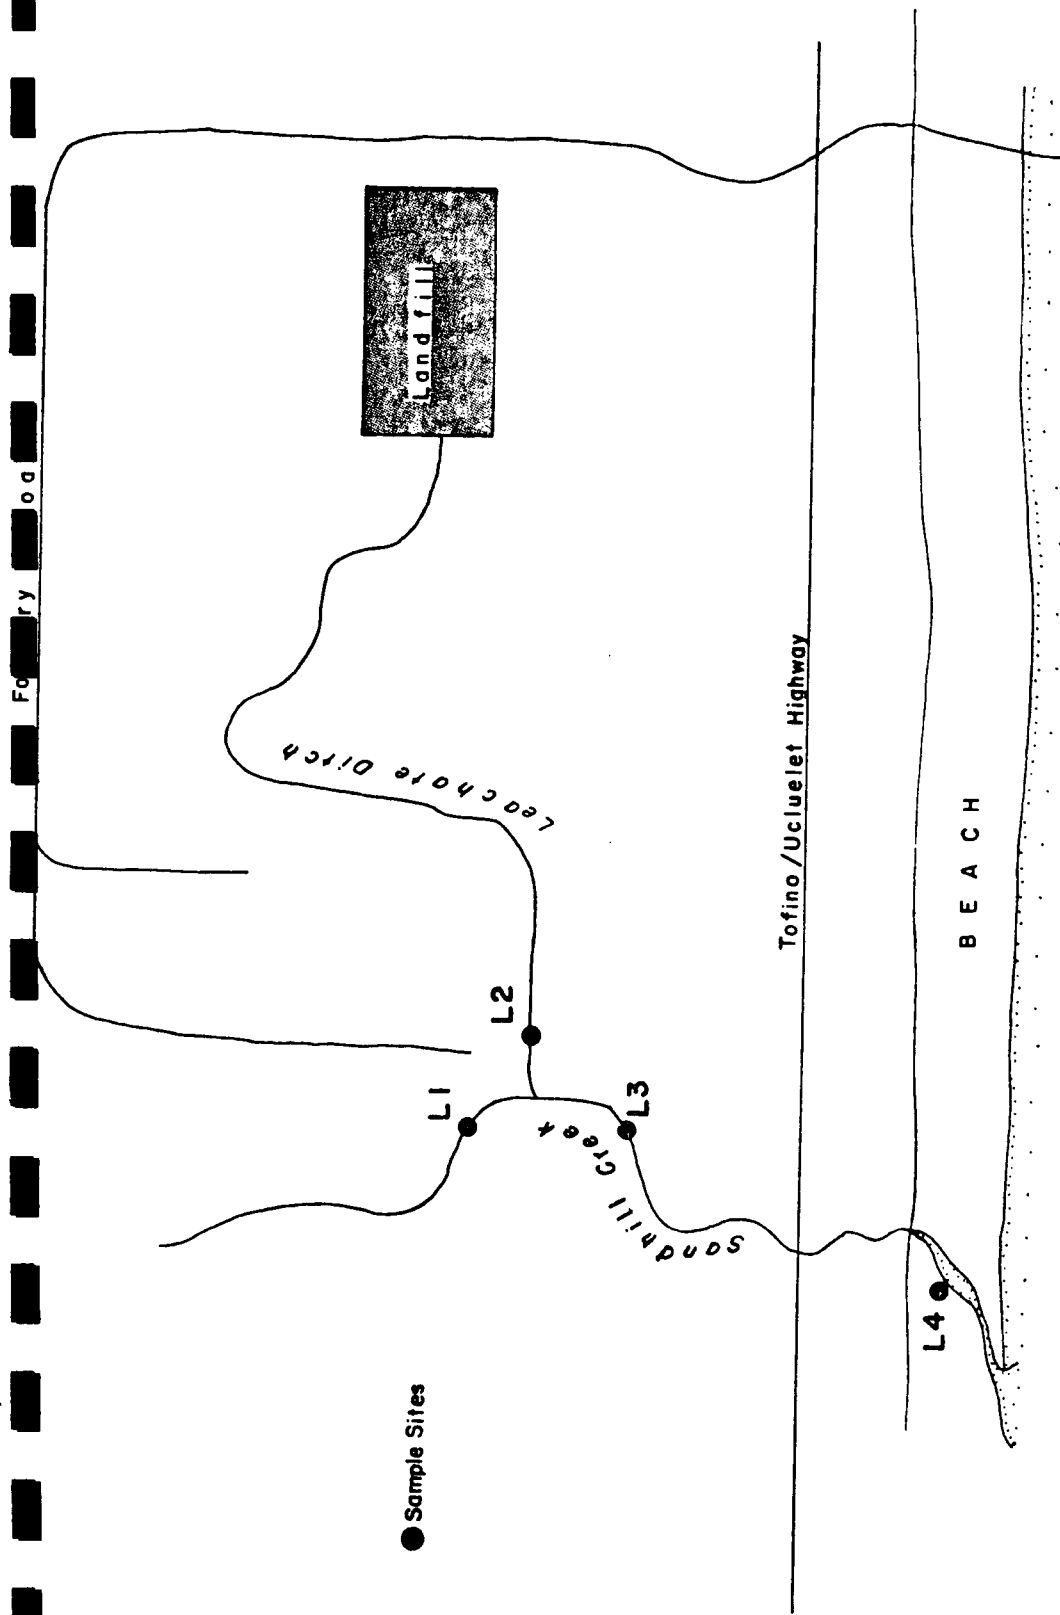 Landfill
Leachate Ditch
L2
L1
L3
Sandhill Creek
Tofino/Ucluelet Highway
BEACH
L4
Sample Sites